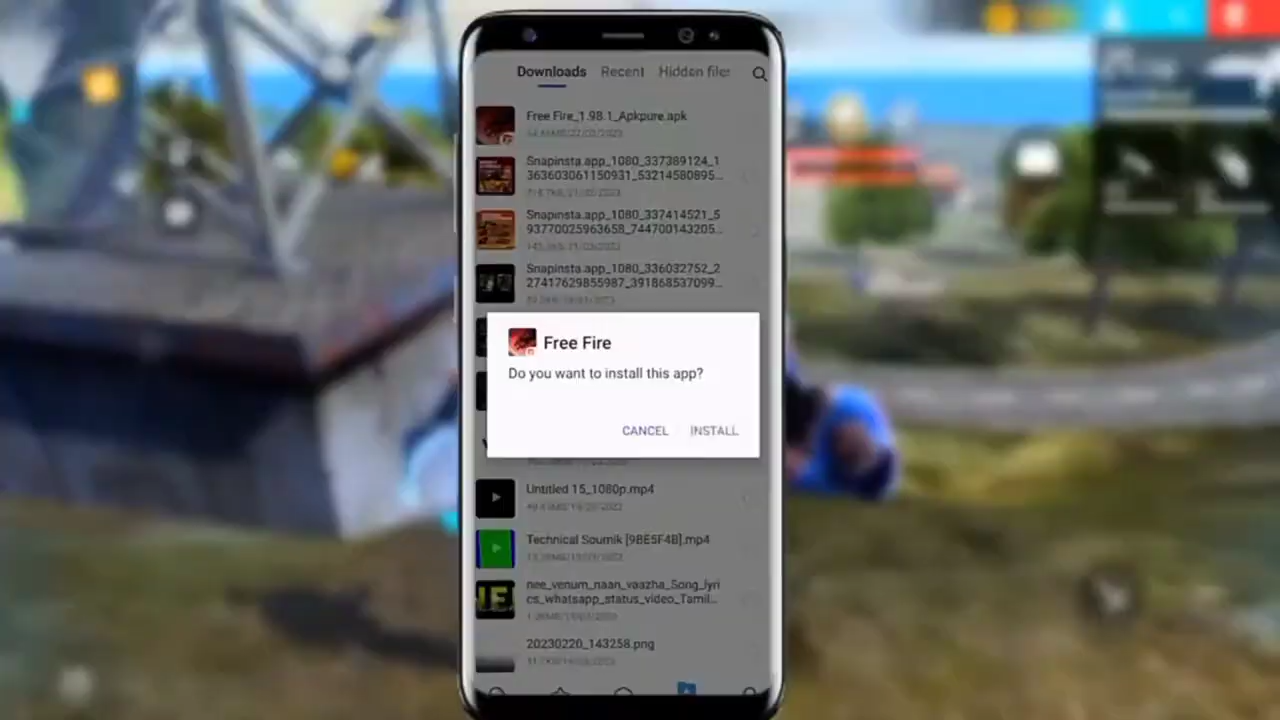 Downloads Recent Hidden files
Free Fire_1.98.1_Apkpure.apk
Snapinsta.app_1080_337389124_1
363603061150931_53214580895...
Snapinsta.app_1080_337414521_5
93770025963658_744700143205...
Snapinsta.app_1080_336032752_2
27417629855987_391868537099...
Free Fire
Do you want to install this app?
CANCEL INSTALL
Untitled 15_1080p.mp4
Technical Soumik [9BE5F4B].mp4
nee_venum_naan_vaazha_Song_lyri
cs_whatsapp_status_video_Tamil...
20230220_143258.png